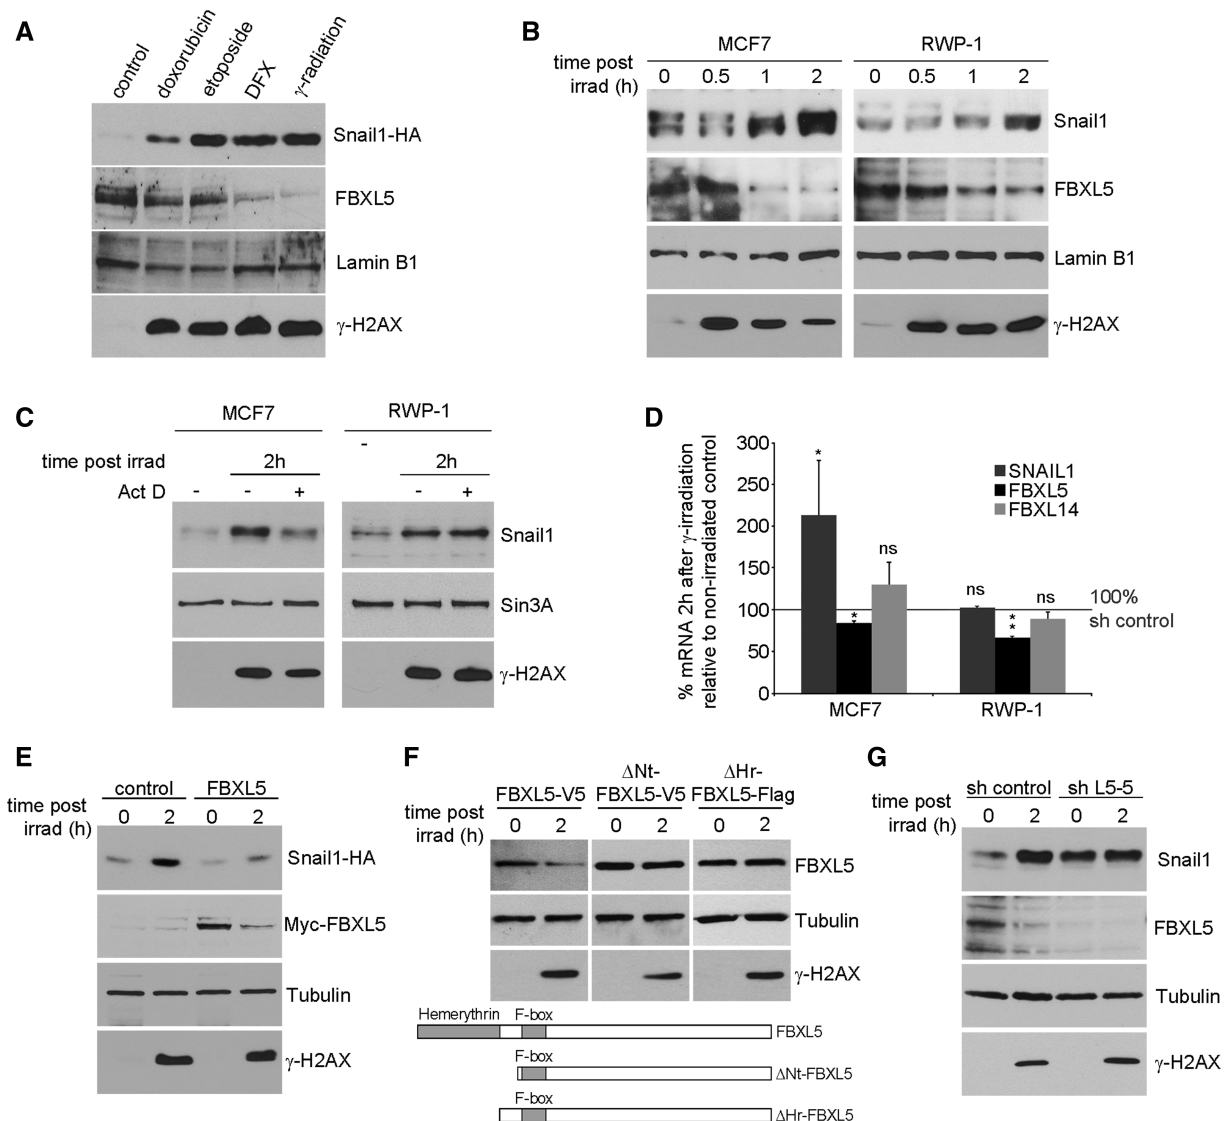 A
control
doxorubicin
etoposide
DFX
γ-radiation
Snail1-HA
FBXL5
Lamin B1
γ-H2AX
B
MCF7
RWP-1
time post
irrad (h)
0 0.5 1 2
0 0.5 1 2
Snail1
FBXL5
Lamin B1
γ-H2AX
C
MCF7
RWP-1
-
time post irrad
2h
2h
Act D
- - +
- +
Snail1
Sin3A
γ-H2AX
D
% mRNA 2h after γ-irradiation
relative to non-irradiated control
300
250
200
150
100
50
0
*
*
ns
ns
*
*
ns
SNAIL1
FBXL5
FBXL14
100%
sh control
MCF7
RWP-1
E
control
FBXL5
time post
irrad (h)
0 2 0 2
Snail1-HA
Myc-FBXL5
Tubulin
γ-H2AX
F
FBXL5-V5
ΔNt-
FBXL5-V5
ΔHr-
FBXL5-Flag
time post
irrad (h)
0 2 0 2 0 2
FBXL5
Tubulin
γ-H2AX
Hemerythrin F-box
FBXL5
F-box
ΔNt-FBXL5
F-box
ΔHr-FBXL5
G
sh control
sh L5-5
time post
irrad (h)
0 2 0 2
Snail1
FBXL5
Tubulin
γ-H2AX